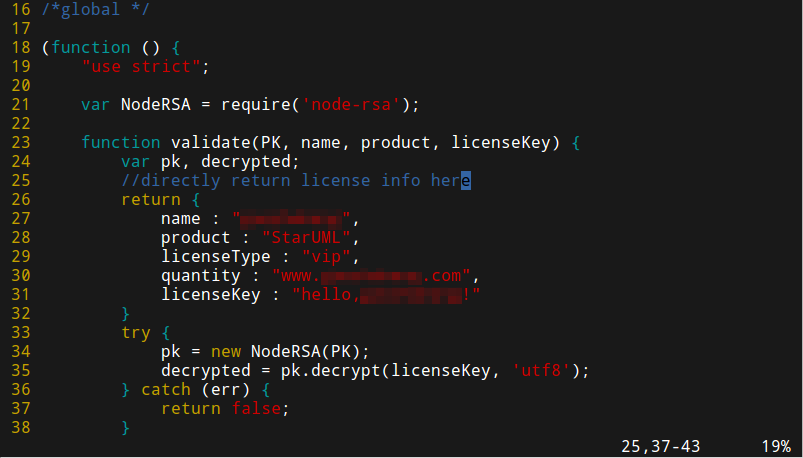 16 /*global */
17
18 (function () {
19     "use strict";
20
21     var NodeRSA = require('node-rsa');
22
23     function validate(PK, name, product, licenseKey) {
24         var pk, decrypted;
25         //directly return license info here
26         return {
27             name : "",
28             product : "StarUML",
29             licenseType : "vip",
30             quantity : "www. .com",
31             licenseKey : "hello, !"
32         }
33         try {
34             pk = new NodeRSA(PK);
35             decrypted = pk.decrypt(licenseKey, 'utf8');
36         } catch (err) {
37             return false;
38         }
25,37-43 19%